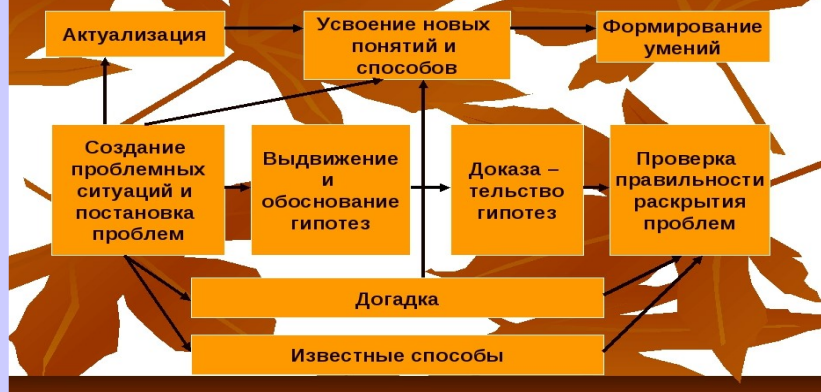 Актуализация
Усвоение новых
понятий и
способов
Формирование
умений
Создание
проблемных
ситуаций и
постановка
проблем
Выдвижение
и
обоснование
гипотез
Доказа –
тельство
гипотез
Проверка
правильности
раскрытия
проблем
Догадка
Известные способы